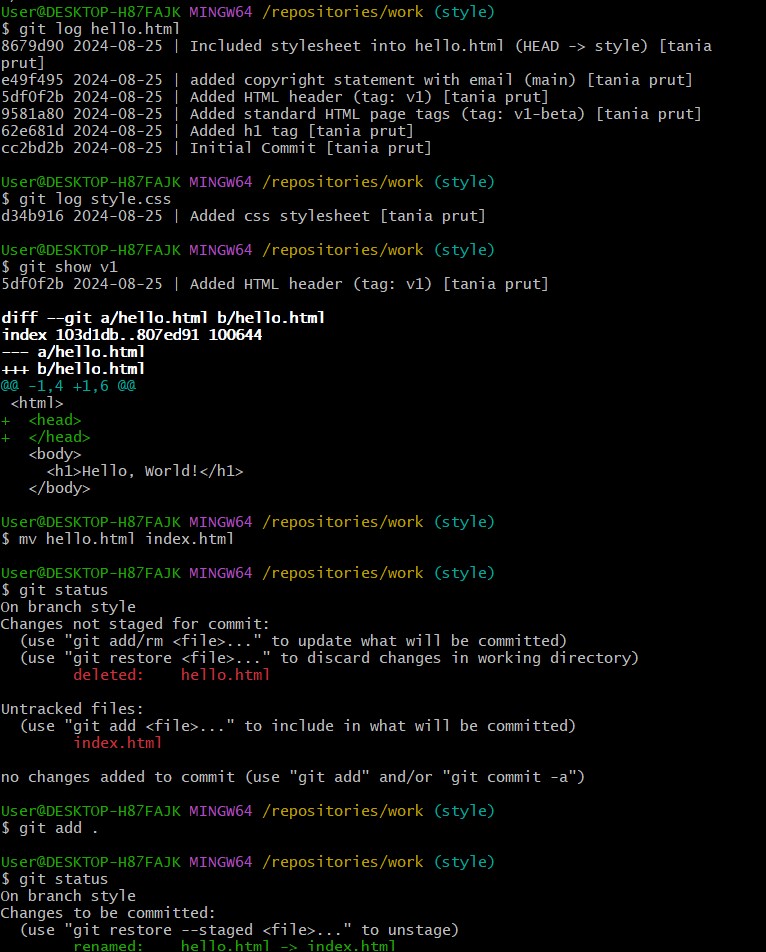 User@DESKTOP-H87FAJK MINGW64 /repositories/work (style)
$ git log hello.html
8679d90 2024-08-25 | Included stylesheet into hello.html (HEAD -> style) [tania
prut]
e49f495 2024-08-25 | added copyright statement with email (main) [tania prut]
5df0f2b 2024-08-25 | Added HTML header (tag: v1) [tania prut]
9581a80 2024-08-25 | Added standard HTML page tags (tag: v1-beta) [tania prut]
62e681d 2024-08-25 | Added h1 tag [tania prut]
cc2bd2b 2024-08-25 | Initial Commit [tania prut]
User@DESKTOP-H87FAJK MINGW64 /repositories/work (style)
$ git log style.css
d34b916 2024-08-25 | Added css stylesheet [tania prut]
User@DESKTOP-H87FAJK MINGW64 /repositories/work (style)
$ git show v1
5df0f2b 2024-08-25 | Added HTML header (tag: v1) [tania prut]
diff --git a/hello.html b/hello.html
index 103d1db..807ed91 100644
--- a/hello.html
+++ b/hello.html
@@ -1,4 +1,6 @@
 <html>
+  <head>
+  </head>
   <body>
     <h1>Hello, World!</h1>
   </body>
User@DESKTOP-H87FAJK MINGW64 /repositories/work (style)
$ mv hello.html index.html
User@DESKTOP-H87FAJK MINGW64 /repositories/work (style)
$ git status
On branch style
Changes not staged for commit:
  (use "git add/rm <file>..." to update what will be committed)
  (use "git restore <file>..." to discard changes in working directory)
        deleted:    hello.html
Untracked files:
  (use "git add <file>..." to include in what will be committed)
        index.html
no changes added to commit (use "git add" and/or "git commit -a")
User@DESKTOP-H87FAJK MINGW64 /repositories/work (style)
$ git add .
User@DESKTOP-H87FAJK MINGW64 /repositories/work (style)
$ git status
On branch style
Changes to be committed:
  (use "git restore --staged <file>..." to unstage)
        renamed:    hello.html -> index.html